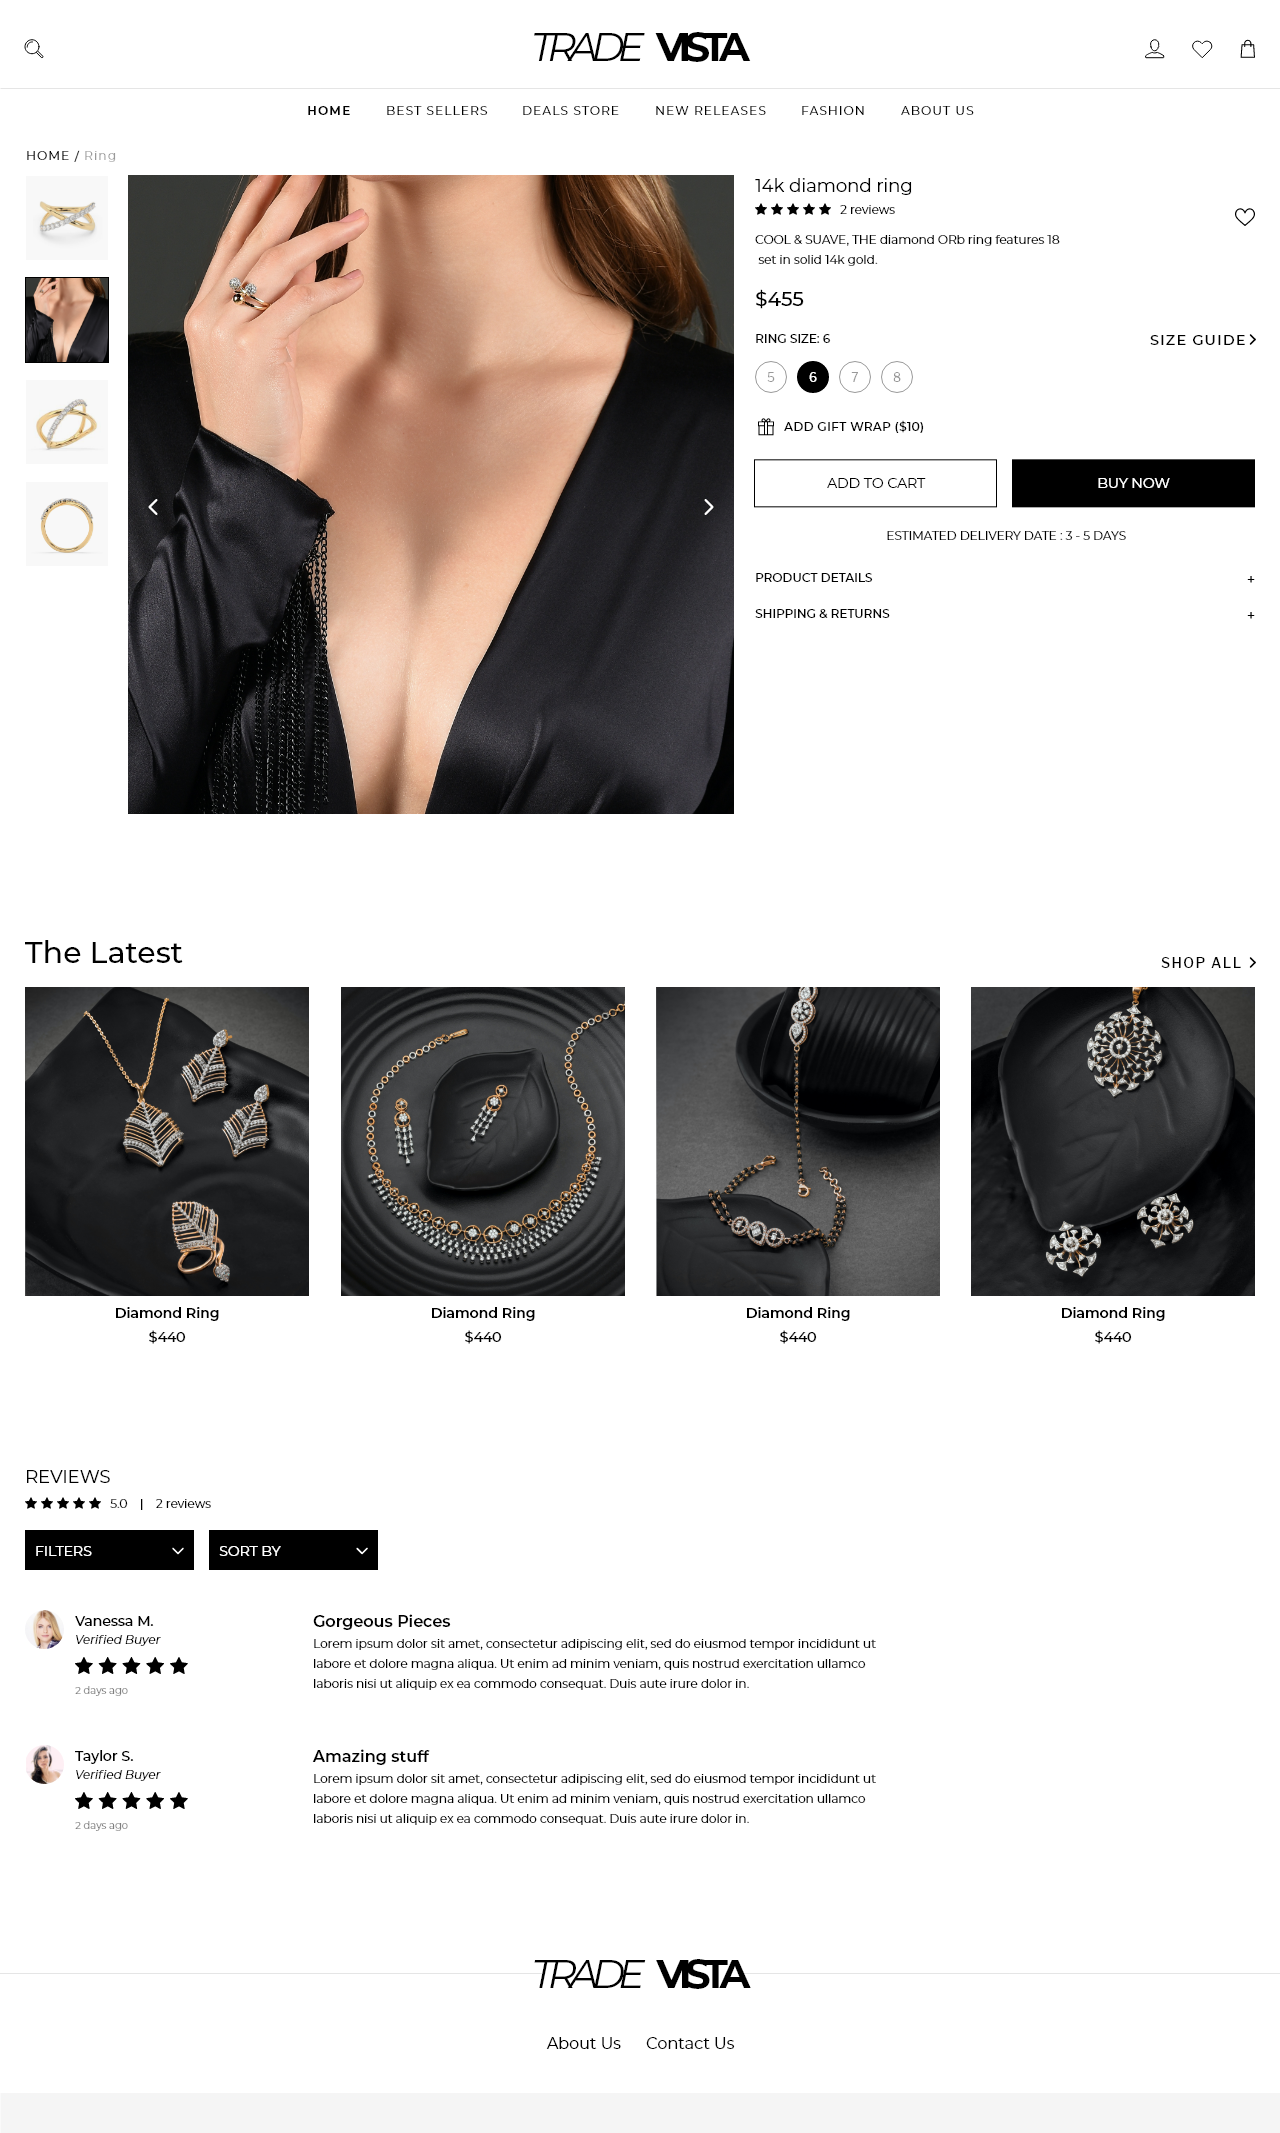 TRADE VISTA
HOME BEST SELLERS DEALS STORE NEW RELEASES FASHION ABOUT US
HOME / Ring
14k diamond ring
2 reviews
COOL & SUAVE, THE diamond ORb ring features 18
set in solid 14k gold.
$455
RING SIZE: 6
SIZE GUIDE
5 6 7 8
ADD GIFT WRAP ($10)
ADD TO CART
BUY NOW
ESTIMATED DELIVERY DATE : 3 - 5 DAYS
PRODUCT DETAILS +
SHIPPING & RETURNS +
The Latest
SHOP ALL
Diamond Ring
$440
Diamond Ring
$440
Diamond Ring
$440
Diamond Ring
$440
REVIEWS
5.0 | 2 reviews
FILTERS
SORT BY
Vanessa M.
Verified Buyer
2 days ago
Gorgeous Pieces
Lorem ipsum dolor sit amet, consectetur adipiscing elit, sed do eiusmod tempor incididunt ut
labore et dolore magna aliqua. Ut enim ad minim veniam, quis nostrud exercitation ullamco
laboris nisi ut aliquip ex ea commodo consequat. Duis aute irure dolor in.
Taylor S.
Verified Buyer
2 days ago
Amazing stuff
Lorem ipsum dolor sit amet, consectetur adipiscing elit, sed do eiusmod tempor incididunt ut
labore et dolore magna aliqua. Ut enim ad minim veniam, quis nostrud exercitation ullamco
laboris nisi ut aliquip ex ea commodo consequat. Duis aute irure dolor in.
TRADE VISTA
About Us Contact Us